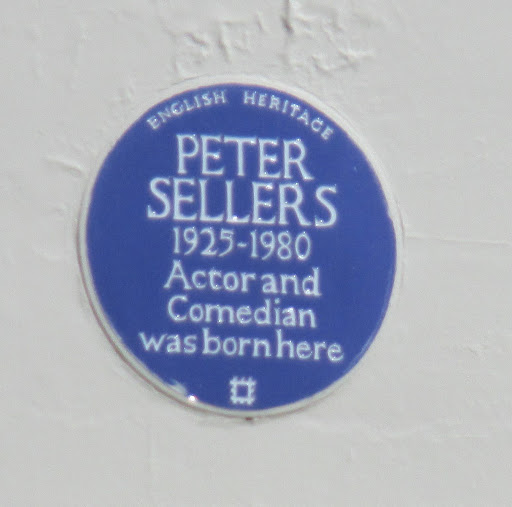 ENGLISH HERITAGE
PETER
SELLERS
1925-1980
Actor and
Comedian
was born here